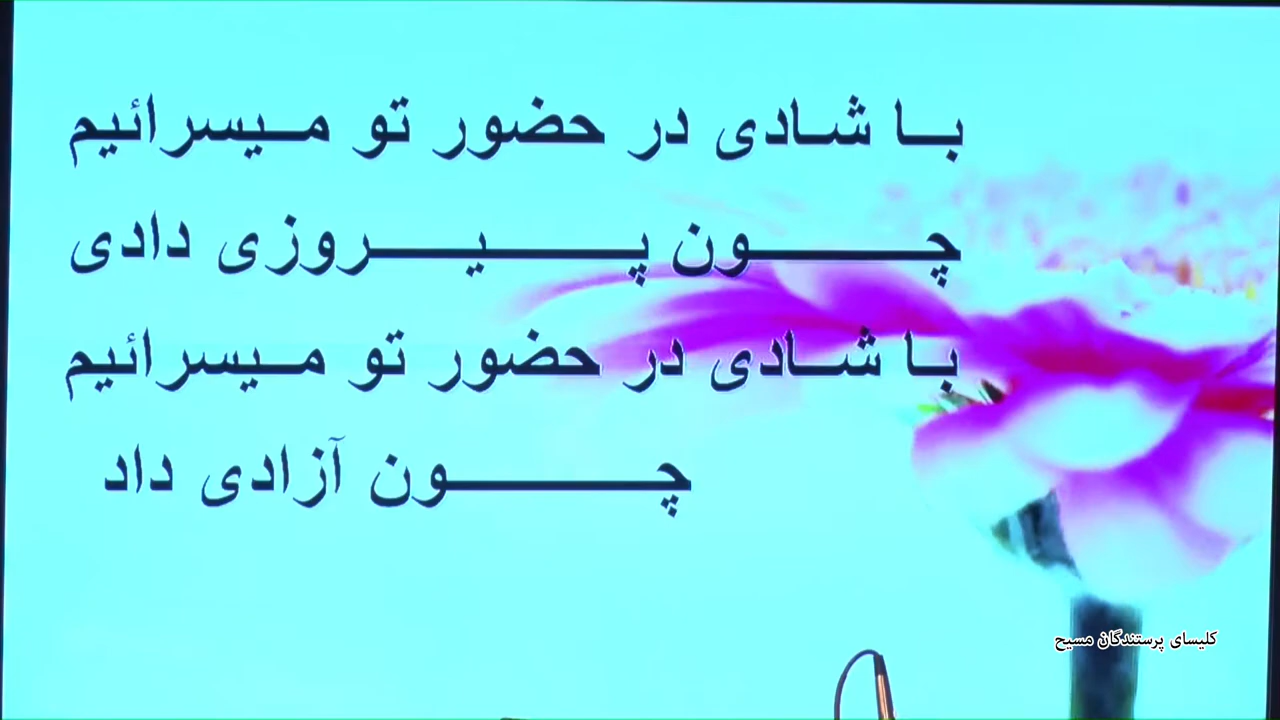 با شادی در حضور تو میسرائیم
چون پیروزی دادی
با شادی در حضور تو میسرائیم
چون آزادی داد
کلیسای پرستندگان مسیح